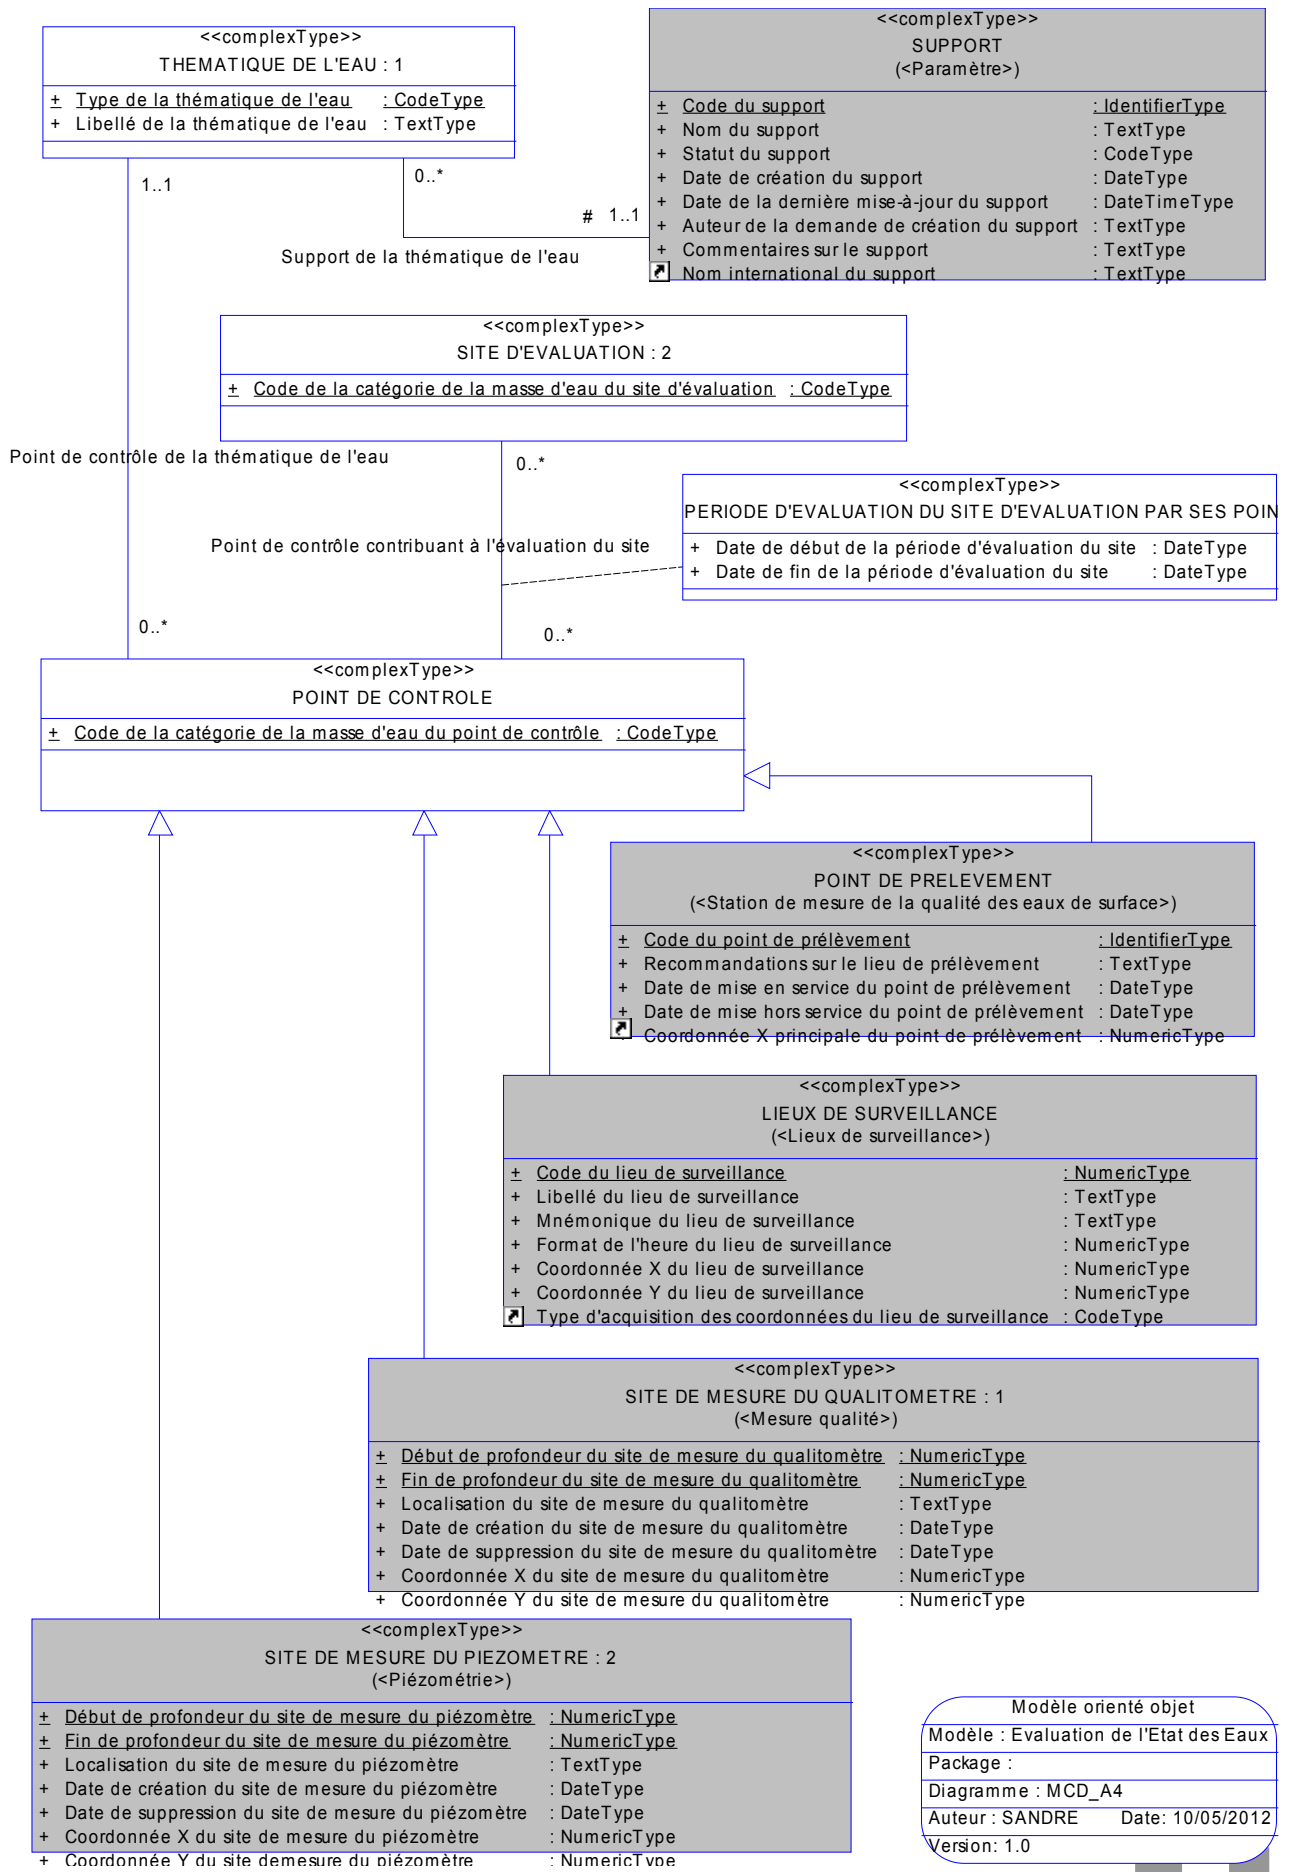 <<complexType>>
THEMATIQUE DE L'EAU : 1
+ Type de la thématique de l'eau : CodeType
+ Libellé de la thématique de l'eau : TextType
<<complexType>>
SUPPORT
(<Paramètre>)
+ Code du support : IdentifierType
+ Nom du support : TextType
+ Statut du support : CodeType
+ Date de création du support : DateType
+ Date de la dernière mise-à-jour du support : DateTimeType
+ Auteur de la demande de création du support : TextType
+ Commentaires sur le support : TextType
Nom international du support : TextType
1..1
0..*
# 1..1
Support de la thématique de l'eau
<<complexType>>
SITE D'EVALUATION : 2
+ Code de la catégorie de la masse d'eau du site d'évaluation : CodeType
Point de contrôle de la thématique de l'eau
0..*
<<complexType>>
PERIODE D'EVALUATION DU SITE D'EVALUATION PAR SES POIN
+ Date de début de la période d'évaluation du site : DateType
+ Date de fin de la période d'évaluation du site : DateType
Point de contrôle contribuant à l'évaluation du site
0..*
0..*
<<complexType>>
POINT DE CONTROLE
+ Code de la catégorie de la masse d'eau du point de contrôle : CodeType
<<complexType>>
POINT DE PRELEVEMENT
(<Station de mesure de la qualité des eaux de surface>)
+ Code du point de prélèvement : IdentifierType
+ Recommandations sur le lieu de prélèvement : TextType
+ Date de mise en service du point de prélèvement : DateType
+ Date de mise hors service du point de prélèvement : DateType
Coordonnée X principale du point de prélèvement : NumericType
<<complexType>>
LIEUX DE SURVEILLANCE
(<Lieux de surveillance>)
+ Code du lieu de surveillance : NumericType
+ Libellé du lieu de surveillance : TextType
+ Mnémonique du lieu de surveillance : TextType
+ Format de l'heure du lieu de surveillance : NumericType
+ Coordonnée X du lieu de surveillance : NumericType
+ Coordonnée Y du lieu de surveillance : NumericType
Type d'acquisition des coordonnées du lieu de surveillance : CodeType
<<complexType>>
SITE DE MESURE DU QUALITOMETRE : 1
(<Mesure qualité>)
+ Début de profondeur du site de mesure du qualitomètre : NumericType
+ Fin de profondeur du site de mesure du qualitomètre : NumericType
+ Localisation du site de mesure du qualitomètre : TextType
+ Date de création du site de mesure du qualitomètre : DateType
+ Date de suppression du site de mesure du qualitomètre : DateType
+ Coordonnée X du site de mesure du qualitomètre : NumericType
+ Coordonnée Y du site de mesure du qualitomètre : NumericType
<<complexType>>
SITE DE MESURE DU PIEZOMETRE : 2
(<Piézométrie>)
+ Début de profondeur du site de mesure du piézomètre : NumericType
+ Fin de profondeur du site de mesure du piézomètre : NumericType
+ Localisation du site de mesure du piézomètre : TextType
+ Date de création du site de mesure du piézomètre : DateType
+ Date de suppression du site de mesure du piézomètre : DateType
+ Coordonnée X du site de mesure du piézomètre : NumericType
+ Coordonnée Y du site demesure du piézomètre : NumericType
Modèle orienté objet
Modèle : Evaluation de l'Etat des Eaux
Package :
Diagramme : MCD_A4
Auteur : SANDRE Date: 10/05/2012
Version: 1.0